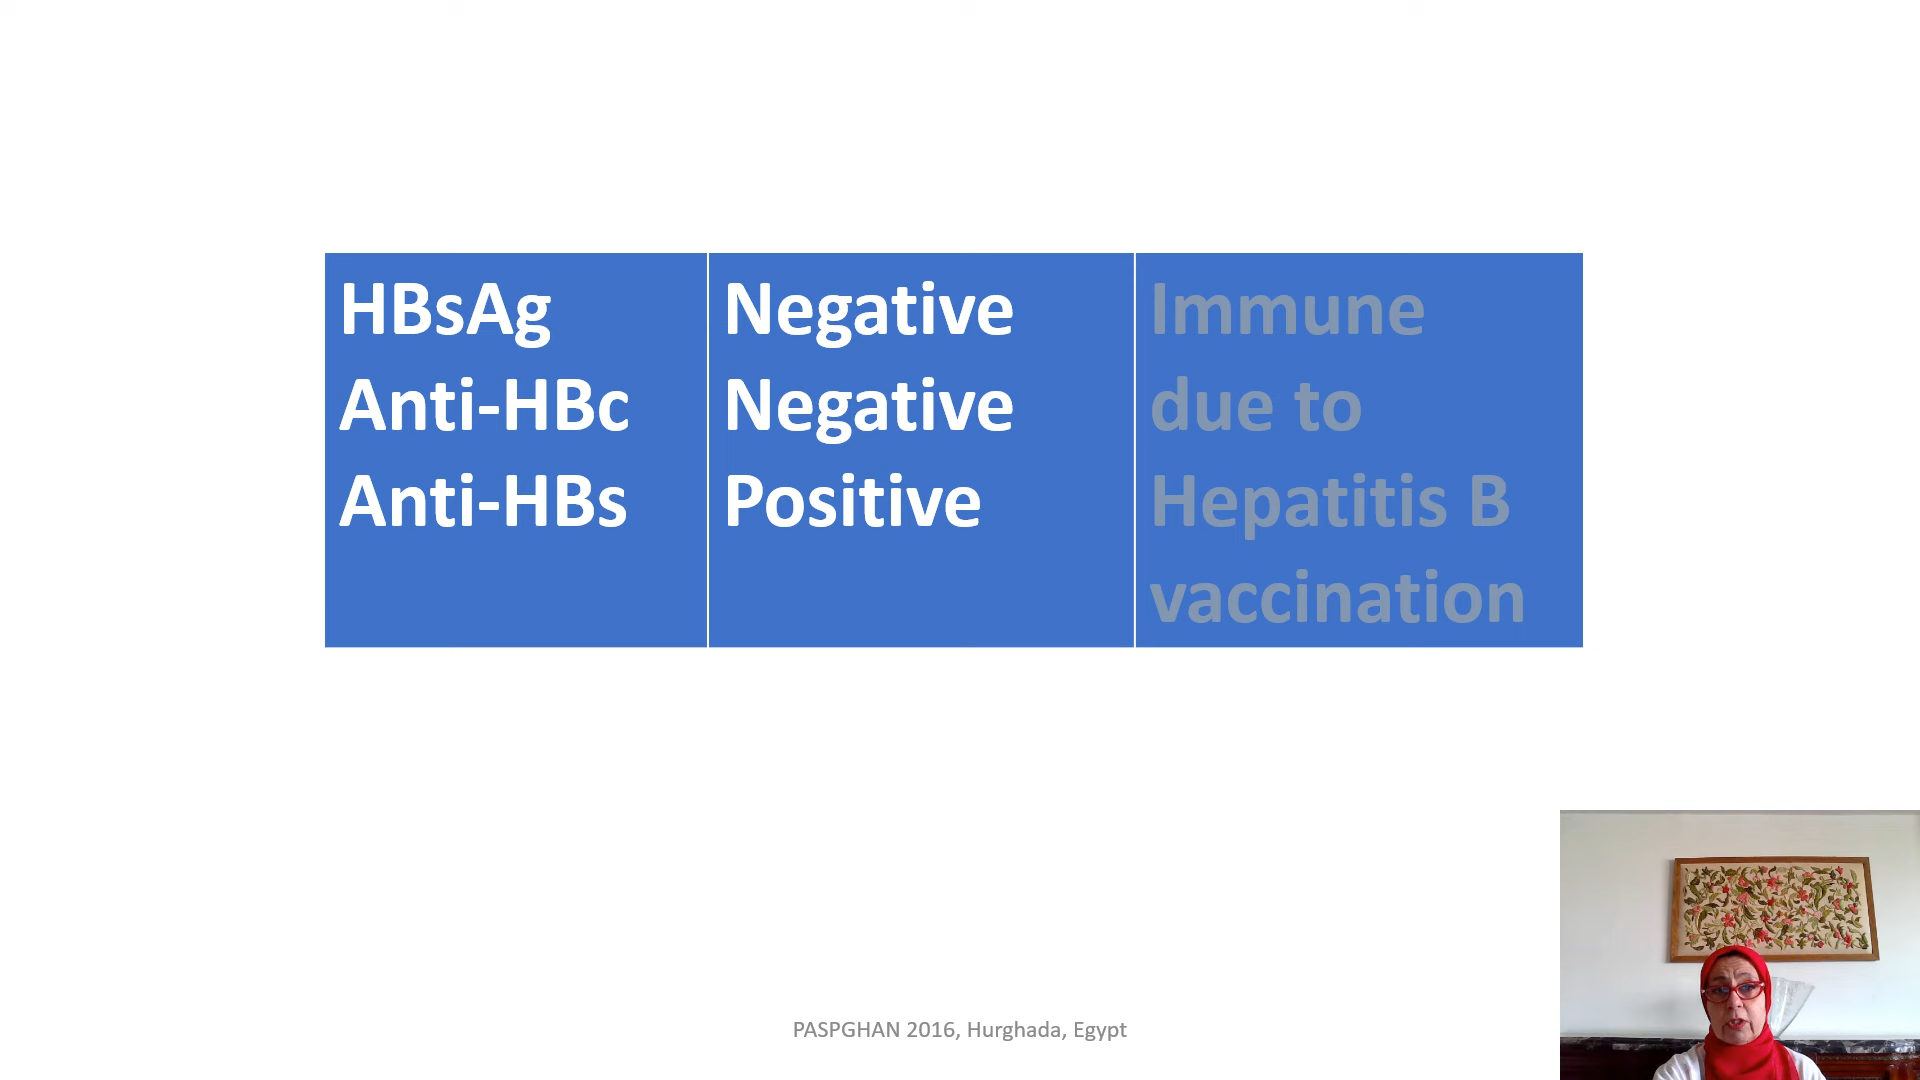 HBsAg
Anti-HBc
Anti-HBs
Negative
Negative
Positive
Immune
due to
Hepatitis B
vaccination
PASPGHAN 2016, Hurghada, Egypt